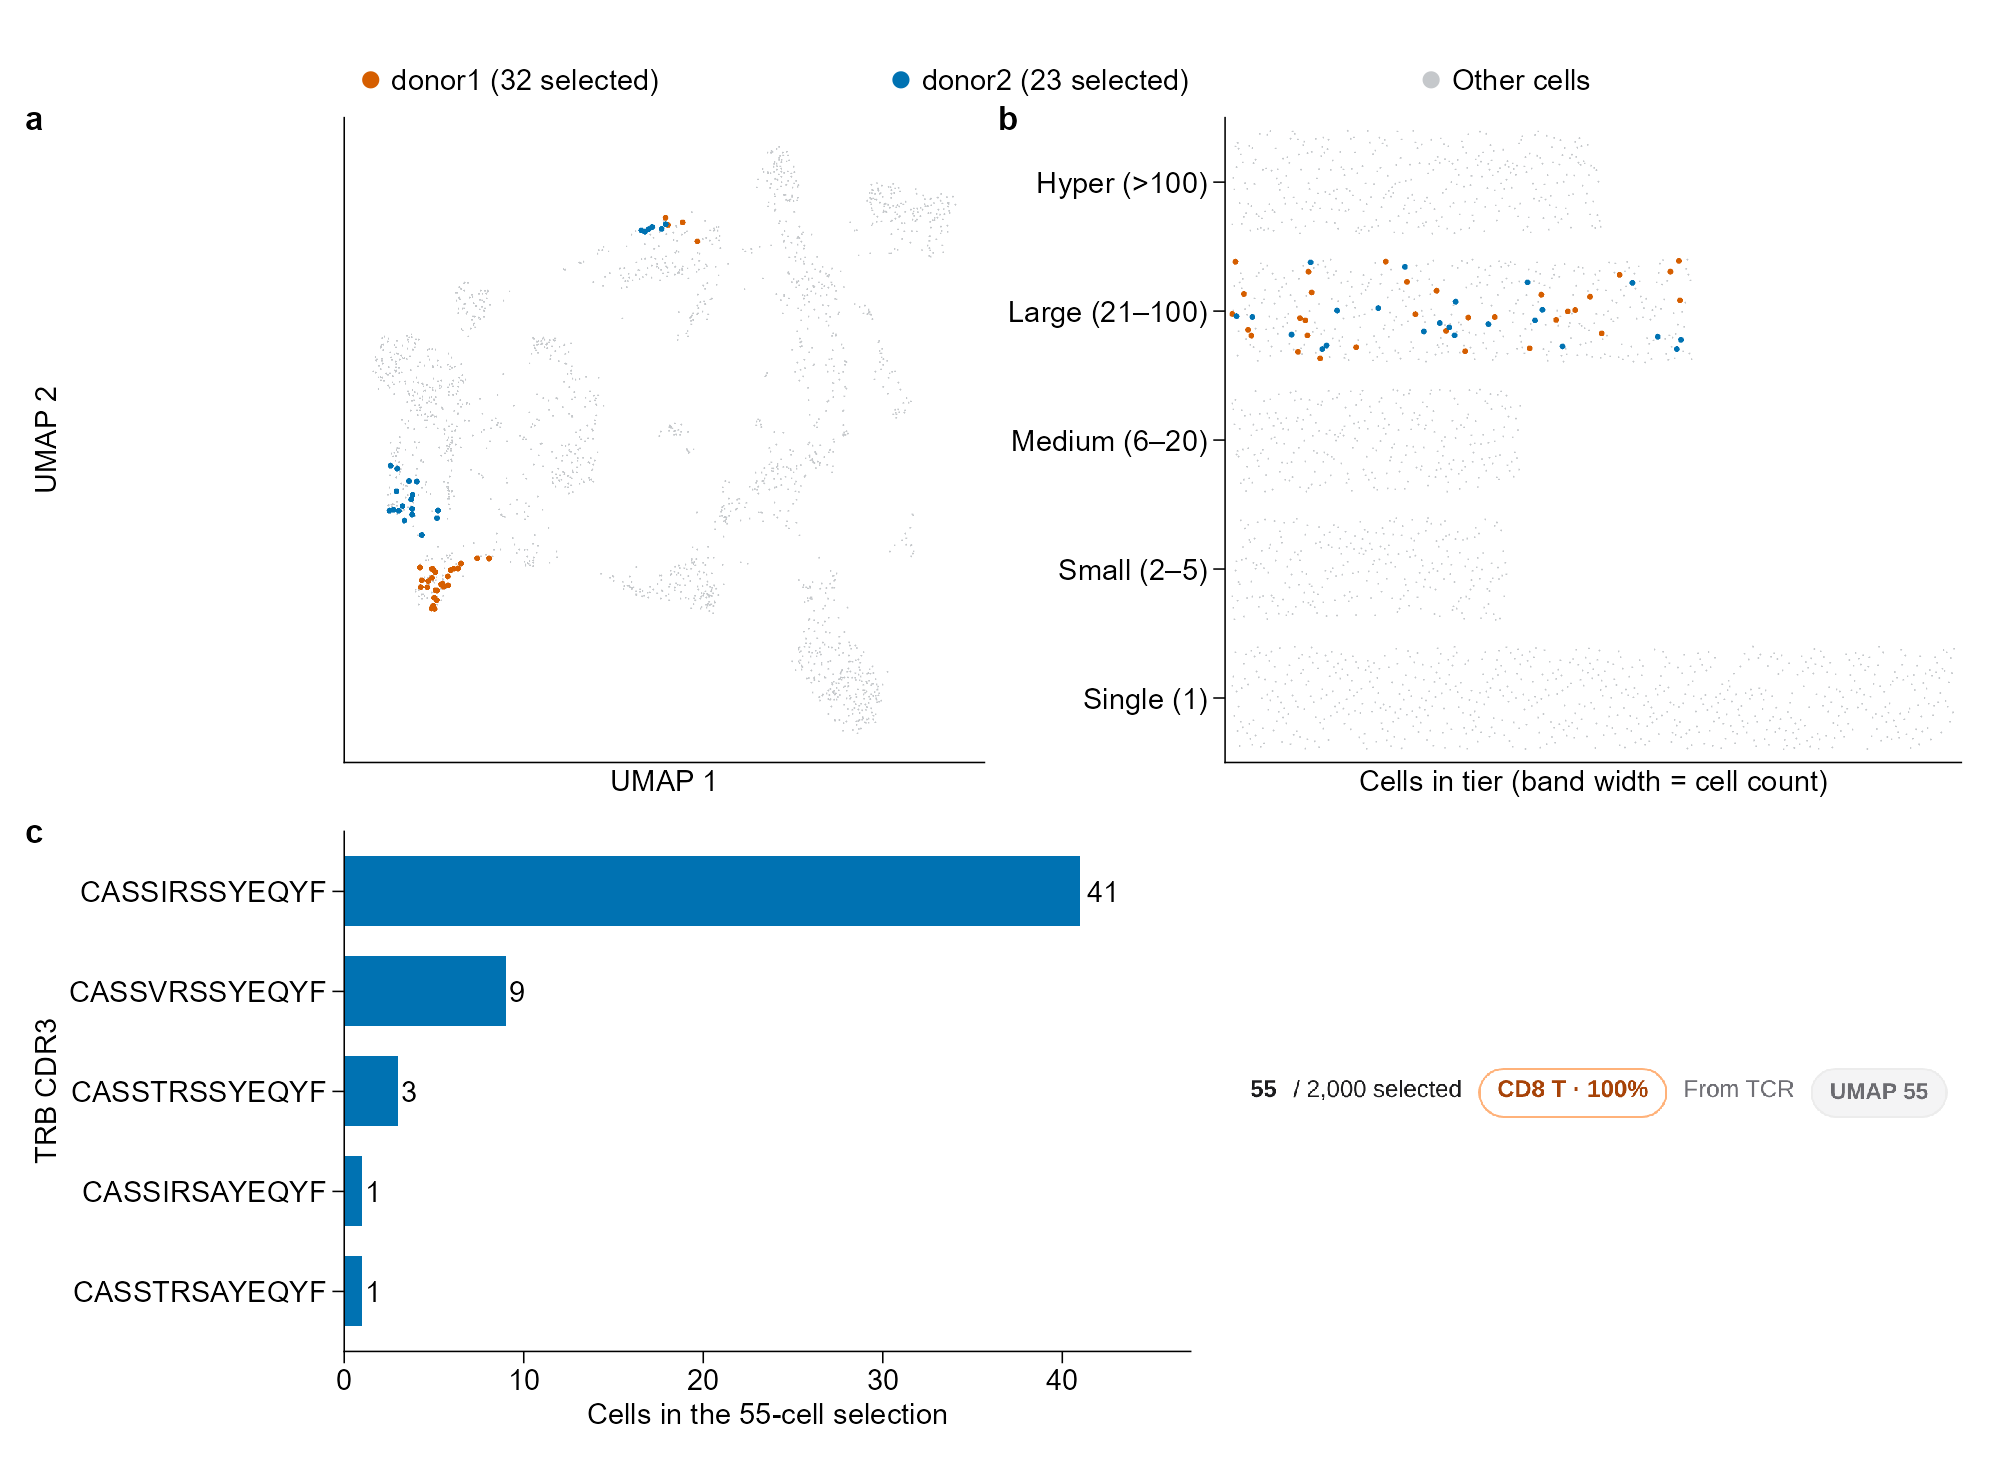 donor1 (32 selected)
donor2 (23 selected)
Other cells
a
UMAP 2
UMAP 1
b
Hyper (>100)
Large (21–100)
Medium (6–20)
Small (2–5)
Single (1)
Cells in tier (band width = cell count)
c
TRB CDR3
CASSIRSSYEQYF
41
CASSVRSSYEQYF
9
CASSTRSSYEQYF
3
CASSIRSAYEQYF
1
CASSTRSAYEQYF
1
0 10 20 30 40
Cells in the 55-cell selection
55 / 2,000 selected CD8 T · 100% From TCR UMAP 55